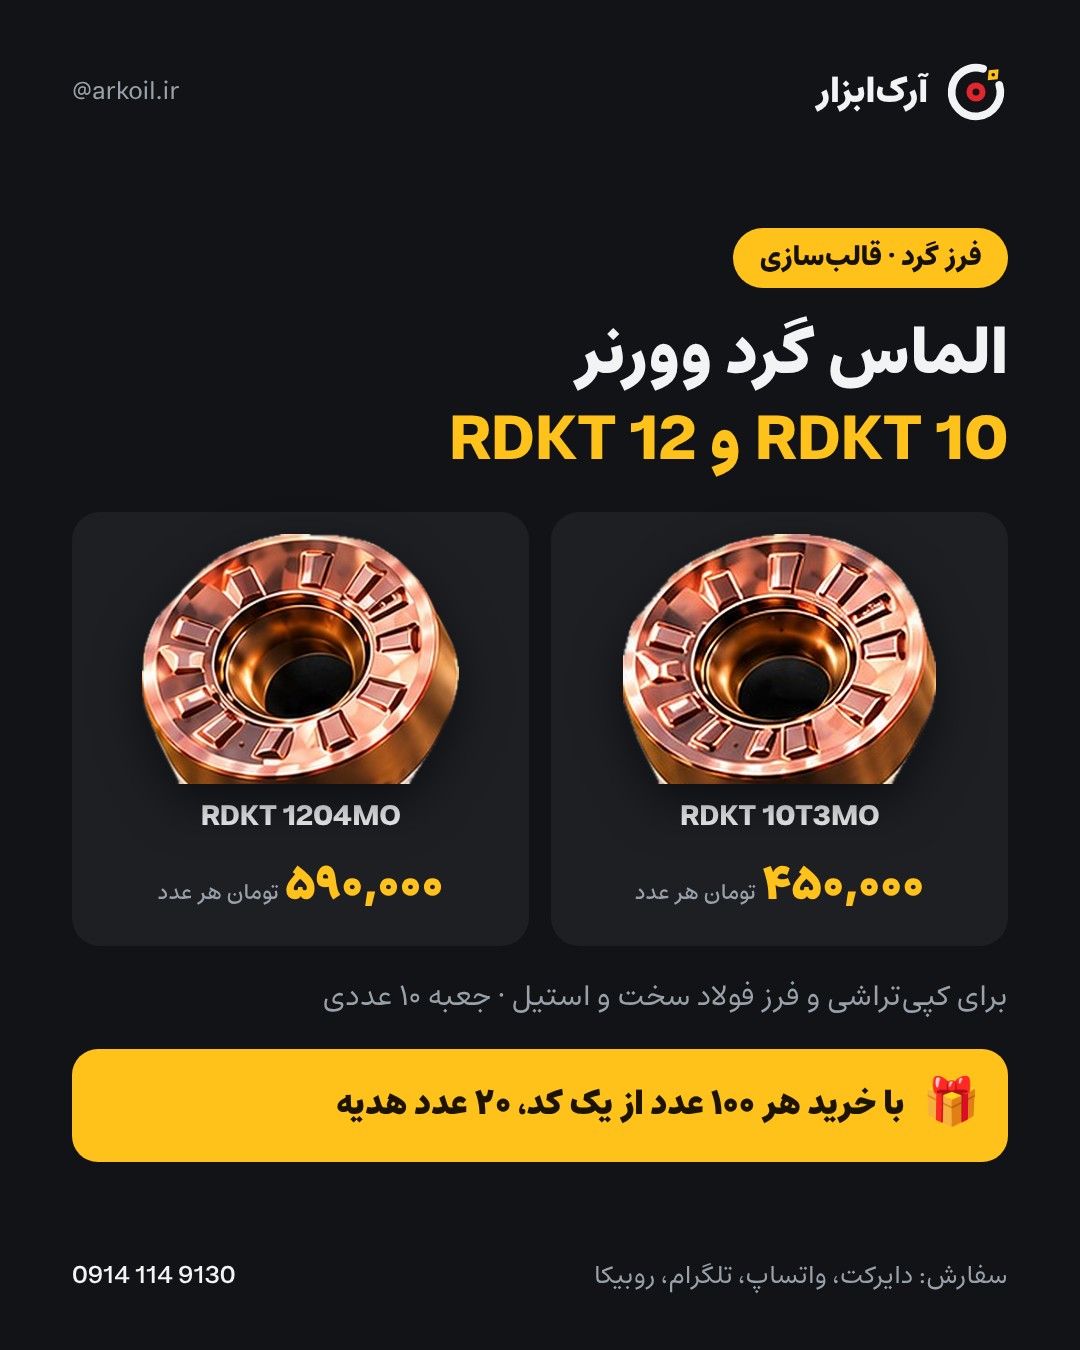 آرک‌ابزار
@arkoil.ir
فرز گرد · قالب‌سازی
الماس گرد وورنر
RDKT 10 و RDKT 12
RDKT 10T3MO
۴۵۰,۰۰۰ تومان هر عدد
RDKT 1204MO
۵۹۰,۰۰۰ تومان هر عدد
برای کپی‌تراشی و فرز فولاد سخت و استیل · جعبه ۱۰ عددی
🎁 با خرید هر ۱۰۰ عدد از یک کد، ۲۰ عدد هدیه
سفارش: دایرکت، واتساپ، تلگرام، روبیکا
0914 114 9130